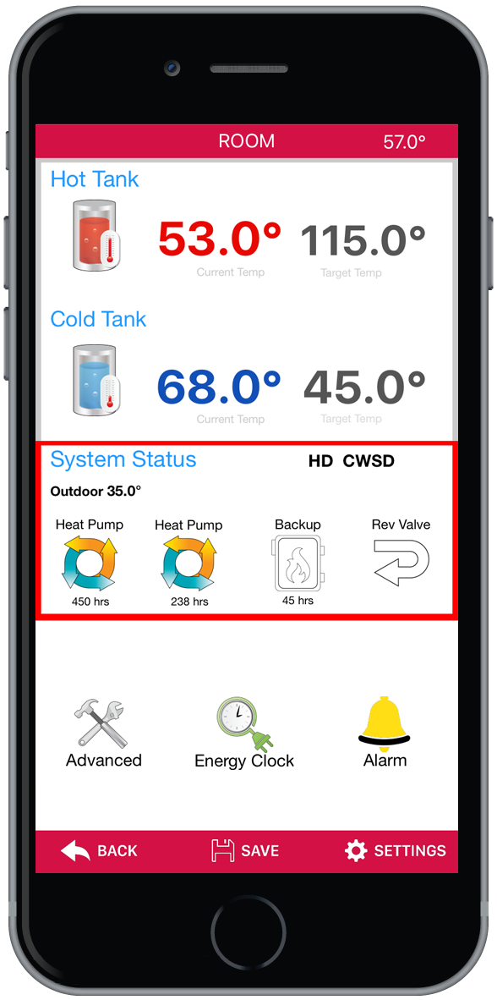 ROOM 57.0°
Hot Tank
53.0° 115.0°
Current Temp Target Temp
Cold Tank
68.0° 45.0°
Current Temp Target Temp
System Status HD CWSD
Outdoor 35.0°
Heat Pump Heat Pump Backup Rev Valve
450 hrs 238 hrs 45 hrs
Advanced Energy Clock Alarm
BACK SAVE SETTINGS